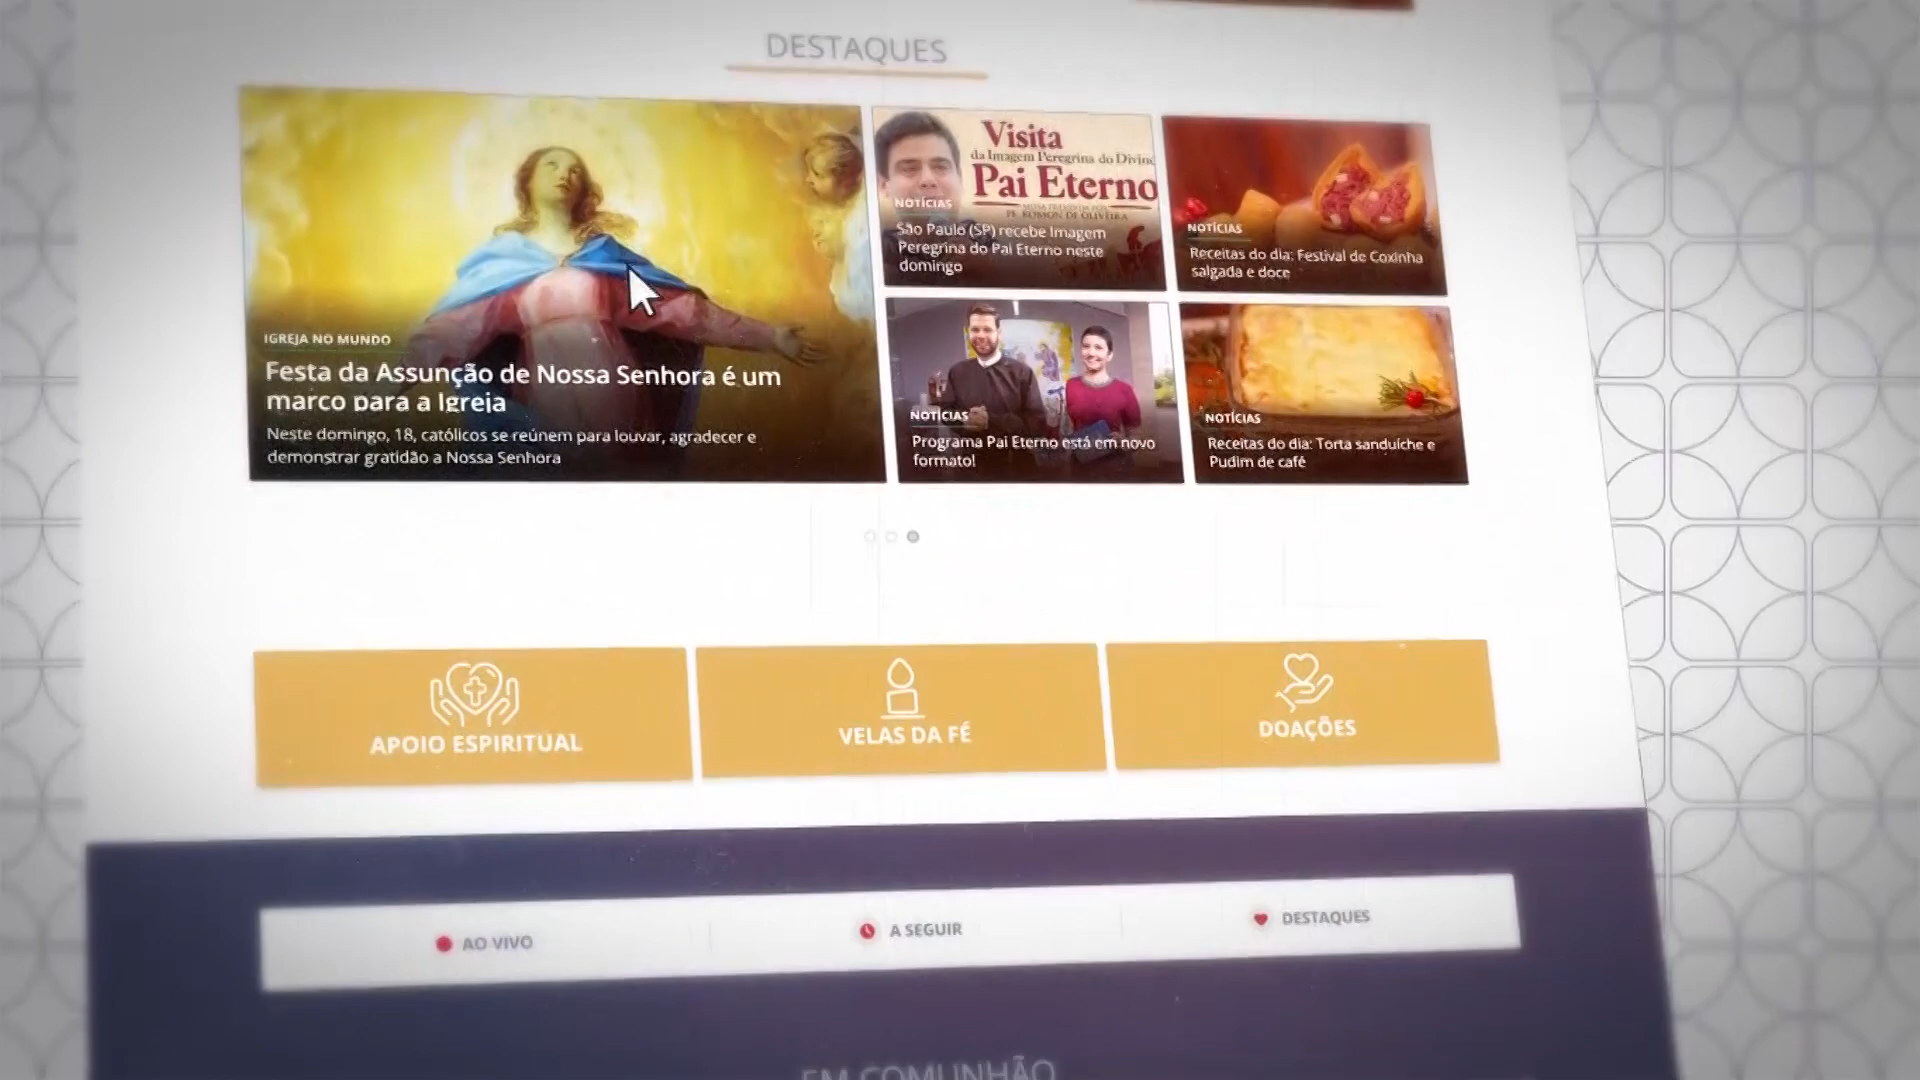 DESTAQUES
IGREJA NO MUNDO
Festa da Assunção de Nossa Senhora é um
marco para a Igreja
Neste domingo, 18, católicos se reúnem para louvar, agradecer e
demonstrar gratidão a Nossa Senhora
Visita
da Imagem Peregrina do Divino
Pai Eterno
PE. ROBSON DE OLIVEIRA
NOTÍCIAS
São Paulo (SP) recebe Imagem
Peregrina do Pai Eterno neste
domingo
NOTÍCIAS
Receitas do dia: Festival de Coxinha
salgada e doce
NOTÍCIAS
Programa Pai Eterno está em novo
formato!
NOTÍCIAS
Receitas do dia: Torta sanduíche e
Pudim de café
APOIO ESPIRITUAL
VELAS DA FÉ
DOAÇÕES
AO VIVO
A SEGUIR
DESTAQUES
EM COMUNHÃO